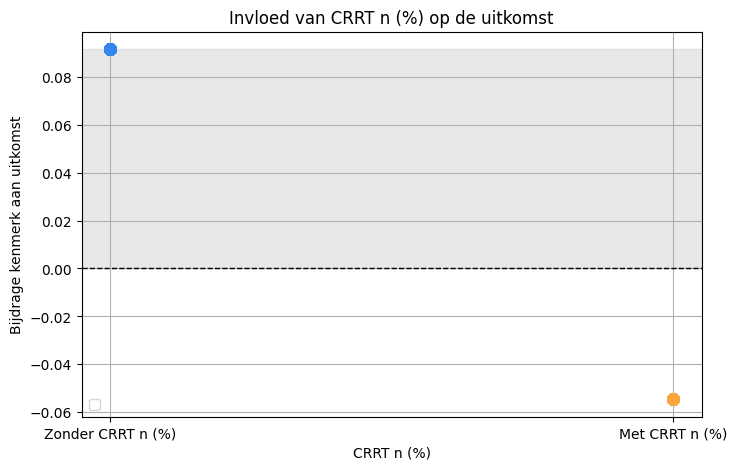 Invloed van CRRT n (%) op de uitkomst
Bijdrage kenmerk aan uitkomst
0.08
0.06
0.04
0.02
0.00
−0.02
−0.04
−0.06
Zonder CRRT n (%)
Met CRRT n (%)
CRRT n (%)